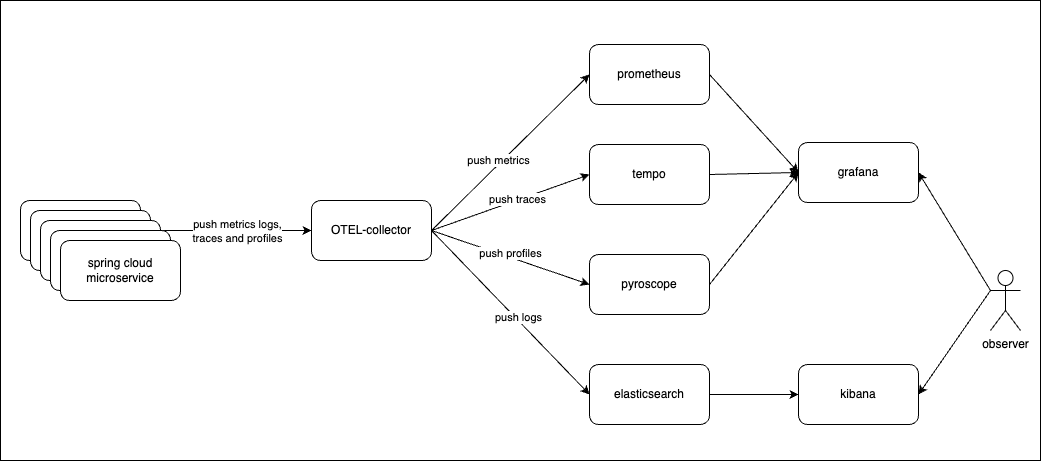 prometheus
push metrics
tempo
grafana
push traces
push metrics logs,
traces and profiles
OTEL-collector
spring cloud
microservice
push profiles
pyroscope
push logs
observer
elasticsearch
kibana